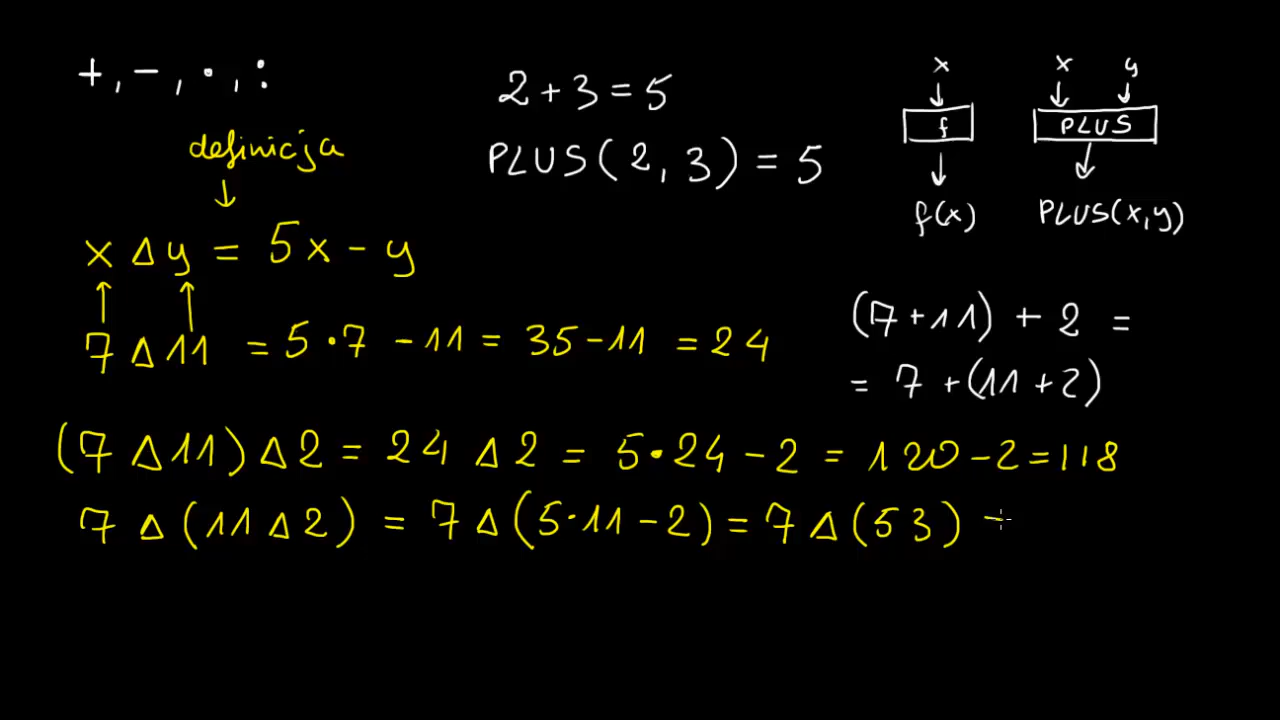 +, −, ·, :
definicja
↓
x Δ y = 5x − y
↑ ↑
7 Δ 11 = 5 · 7 − 11 = 35 − 11 = 24
2 + 3 = 5
PLUS(2, 3) = 5
x
↓
f
↓
f(x)
x y
↓ ↓
PLUS
↓
PLUS(x,y)
(7 + 11) + 2 =
= 7 + (11 + 2)
(7 Δ 11) Δ 2 = 24 Δ 2 = 5 · 24 − 2 = 120 − 2 = 118
7 Δ (11 Δ 2) = 7 Δ (5 · 11 − 2) = 7 Δ (53) −